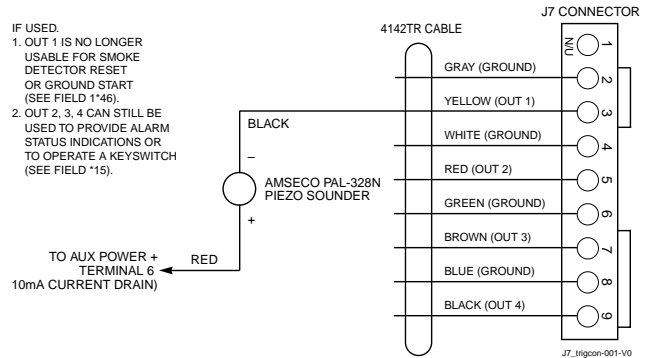 J7 CONNECTOR
IF USED.
1. OUT 1 IS NO LONGER
USABLE FOR SMOKE
DETECTOR RESET
OR GROUND START
(SEE FIELD 1*46).
2. OUT 2, 3, 4 CAN STILL BE
USED TO PROVIDE ALARM
STATUS INDICATIONS OR
TO OPERATE A KEYSWITCH
(SEE FIELD *15).
4142TR CABLE
N/U
1
GRAY (GROUND)
2
YELLOW (OUT 1)
3
WHITE (GROUND)
4
RED (OUT 2)
5
GREEN (GROUND)
6
BROWN (OUT 3)
7
BLUE (GROUND)
8
BLACK (OUT 4)
9
BLACK
–
AMSECO PAL-328N
PIEZO SOUNDER
+
TO AUX POWER +
TERMINAL 6
10mA CURRENT DRAIN)
RED
J7_trigcon-001-V0